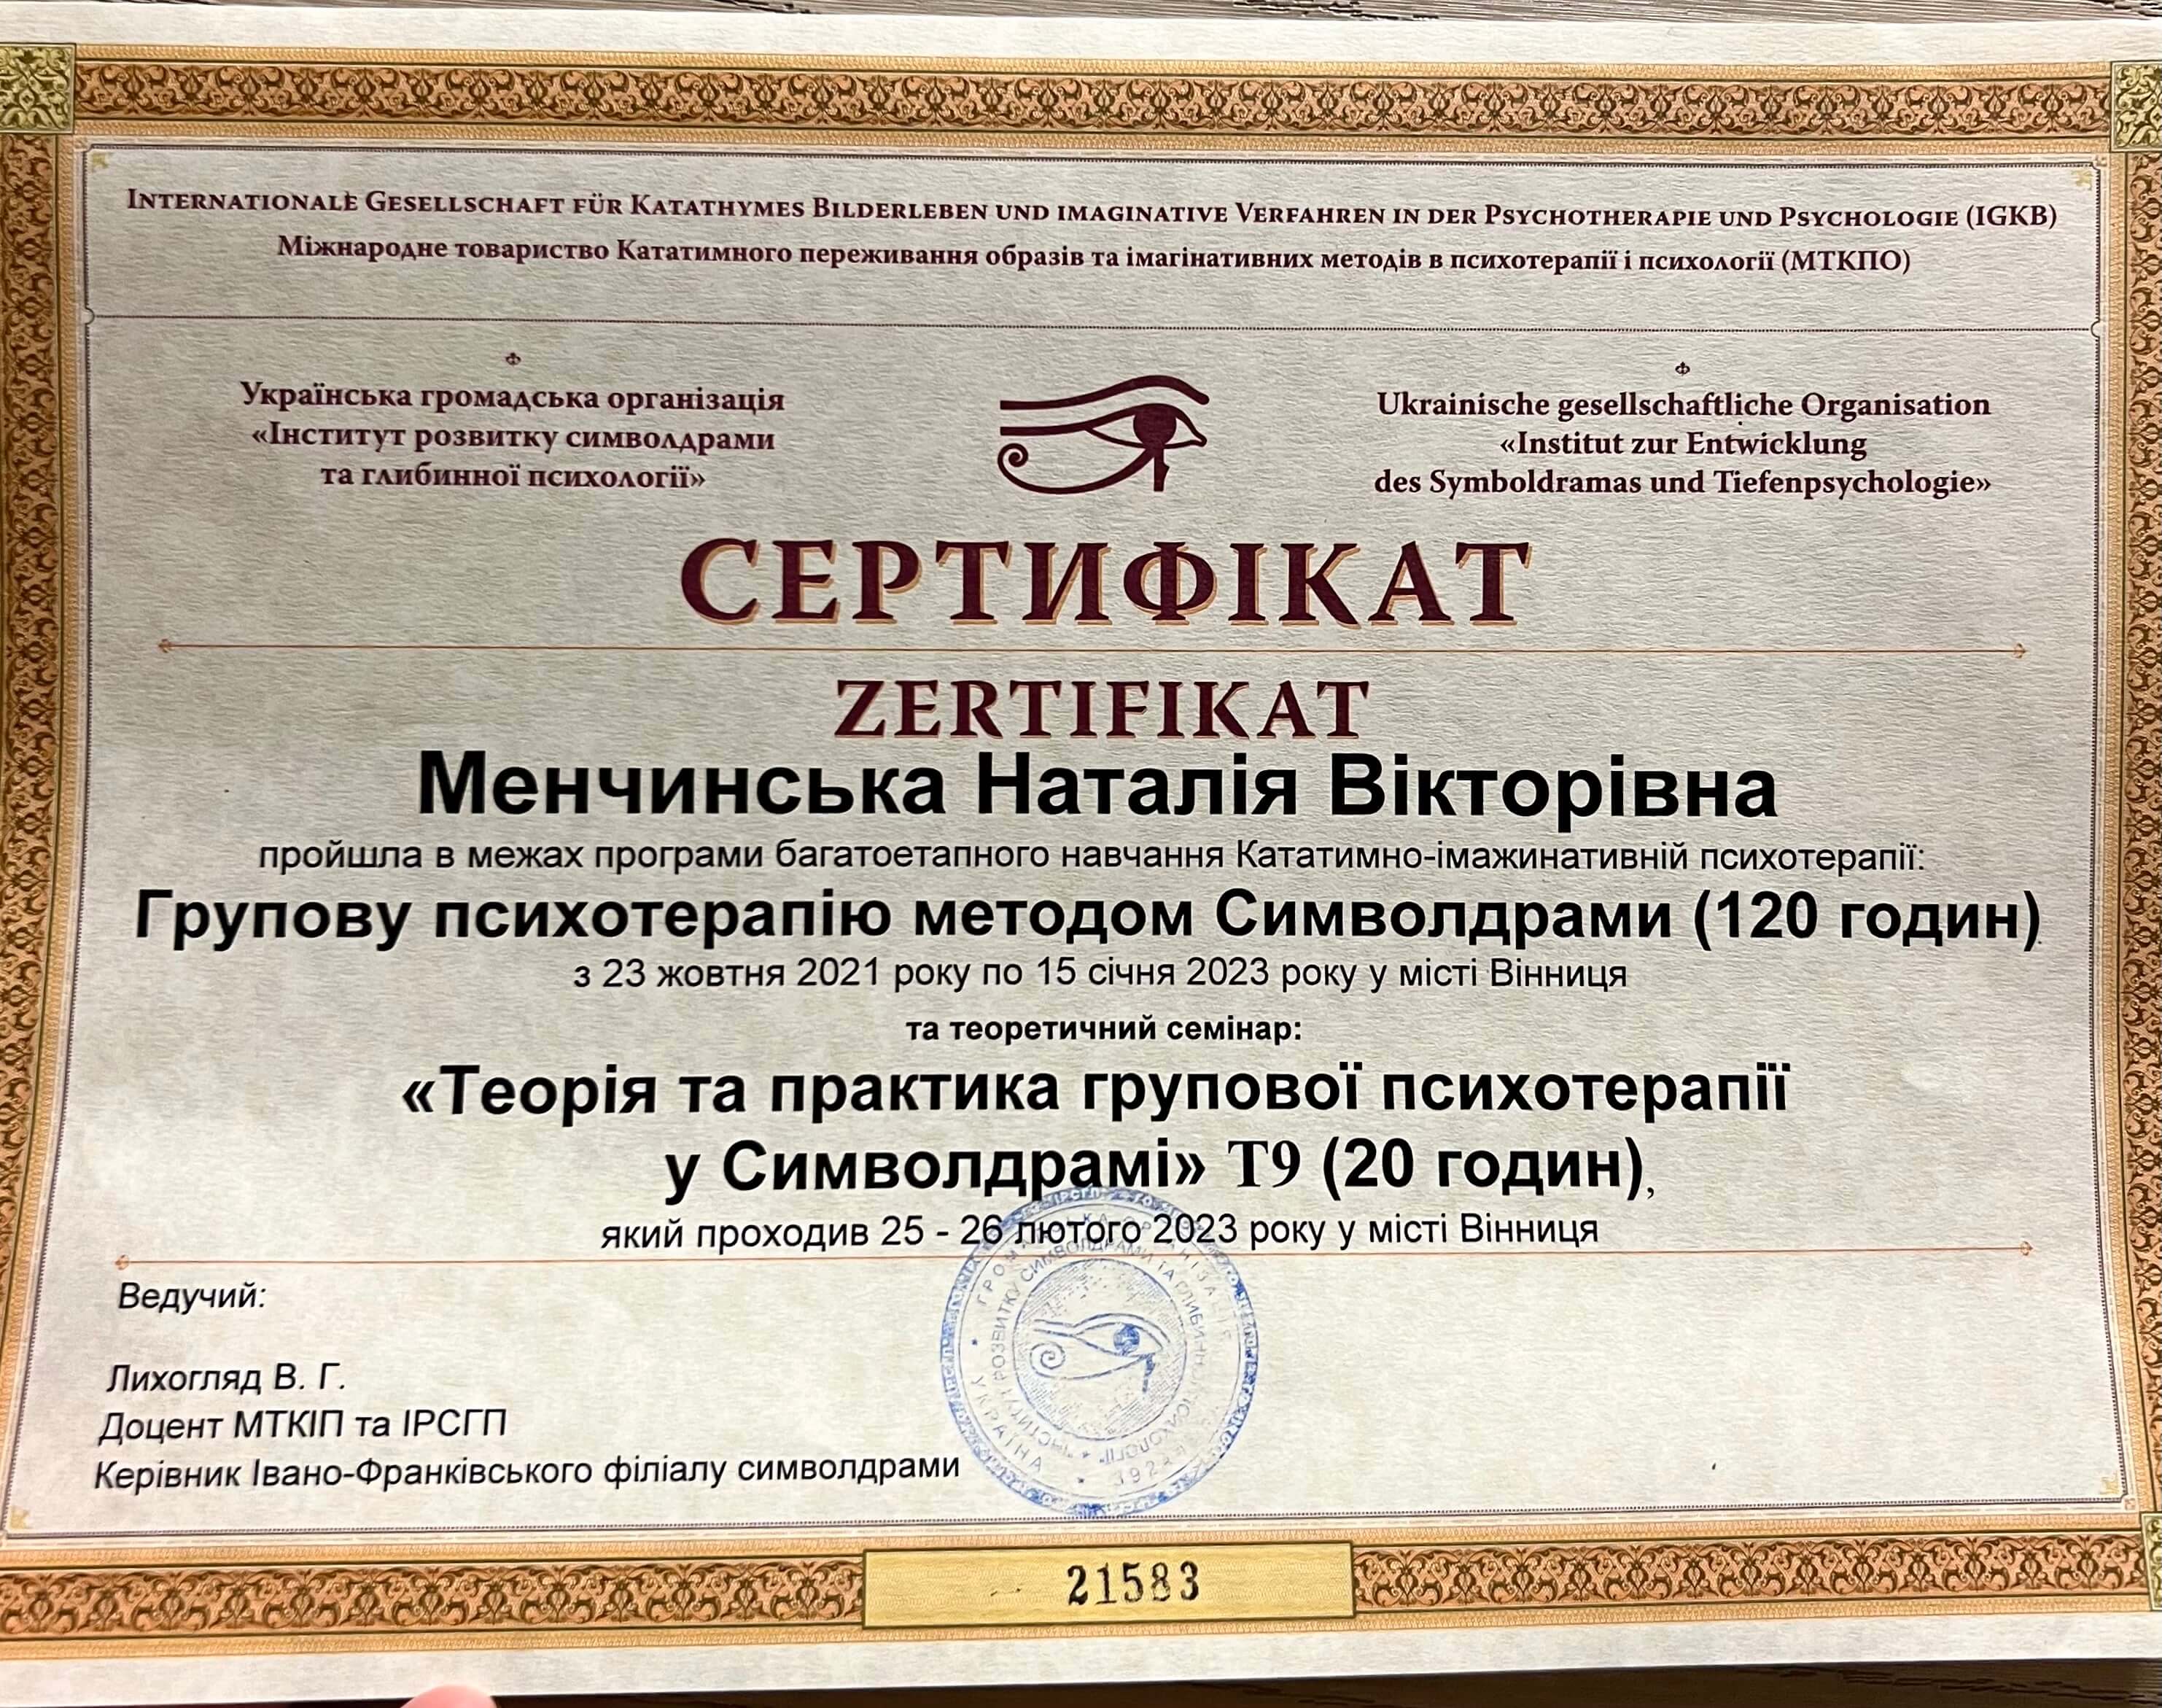 Internationale Gesellschaft für Katathymes Bilderleben und imaginative Verfahren in der Psychotherapie und Psychologie (IGKB)
Міжнародне товариство Кататимного переживання образів та імагінативних методів в психотерапії і психології (МТКПО)
Українська громадська організація
«Інститут розвитку символдрами
та глибинної психології»
Ukrainische gesellschaftliche Organisation
«Institut zur Entwicklung
des Symboldramas und Tiefenpsychologie»
СЕРТИФІКАТ
ZERTIFIKAT
Менчинська Наталія Вікторівна
пройшла в межах програми багатоетапного навчання Кататимно-імажинативній психотерапії:
Групову психотерапію методом Символдрами (120 годин)
з 23 жовтня 2021 року по 15 січня 2023 року у місті Вінниця
та теоретичний семінар:
«Теорія та практика групової психотерапії
у Символдрамі» Т9 (20 годин),
який проходив 25 - 26 лютого 2023 року у місті Вінниця
Ведучий:
Лихогляд В. Г.
Доцент МТКІП та ІРСГП
Керівник Івано-Франківського філіалу символдрами
УКРАЇНА
РОЗВИТКУ СИМВОЛДРАМИ ТА
21583